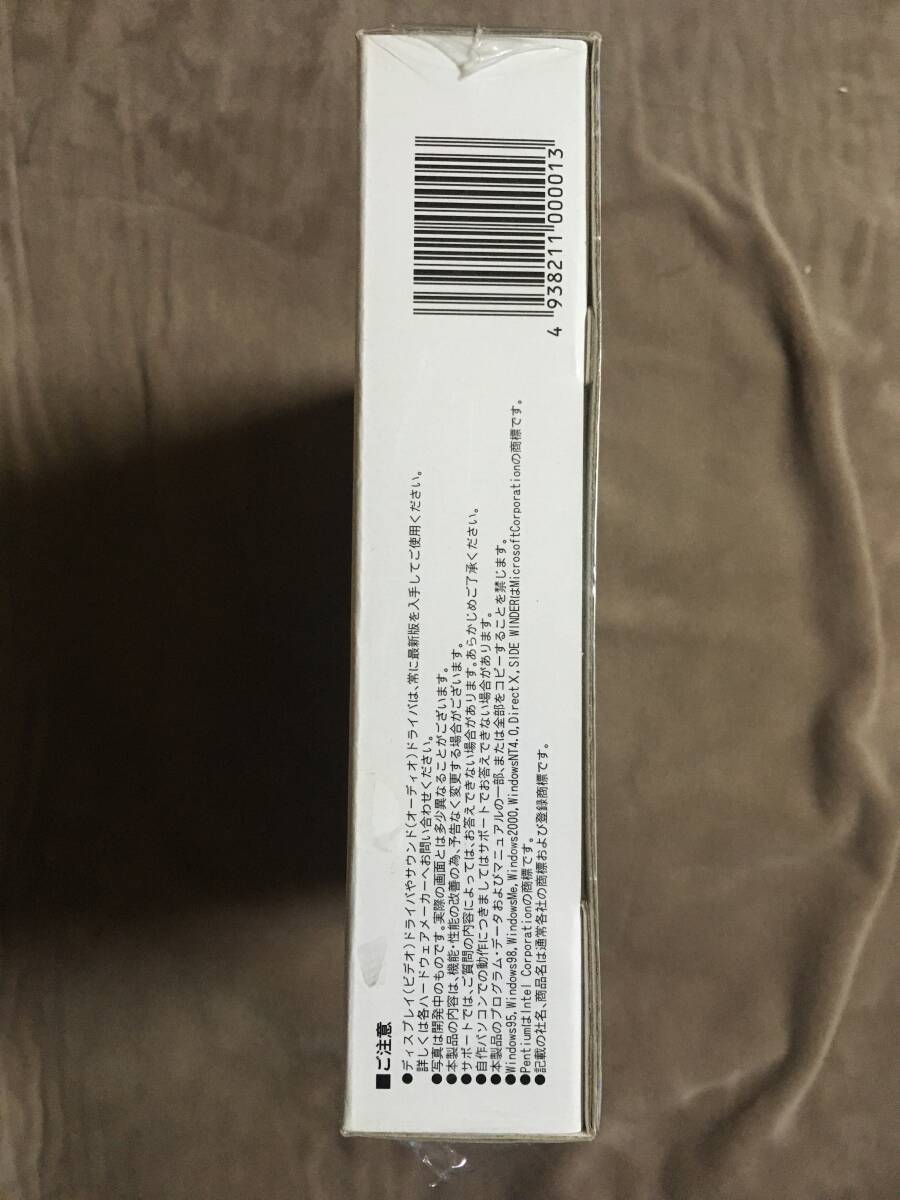 ■ご注意
●ディスプレイ(ビデオ)ドライバやサウンド(オーディオ)ドライバは、常に最新版を入手してご使用ください。
詳しくは各ハードウェアメーカーへお問い合わせください。
●写真は開発中のものです。実際の画面とは多少異なることがございます。
●本製品の内容は、機能・性能の改善の為、予告なく変更する場合がございます。
●サポートでは、ご質問の内容によっては、お答えできない場合があります。あらかじめご了承ください。
●自作パソコンでの動作につきましてはサポートでお答えできない場合があります。
●本製品のプログラム・データおよびマニュアルの一部、または全部をコピーすることを禁じます。
●Windows95,Windows98,WindowsMe,Windows2000,WindowsNT4.0,DirectX,SIDE WINDERはMicrosoftCorporationの商標です。
●PentiumはIntel Corporationの商標です。
●記載の社名、商品名は通常各社の商標および登録商標です。
4 938211 000013